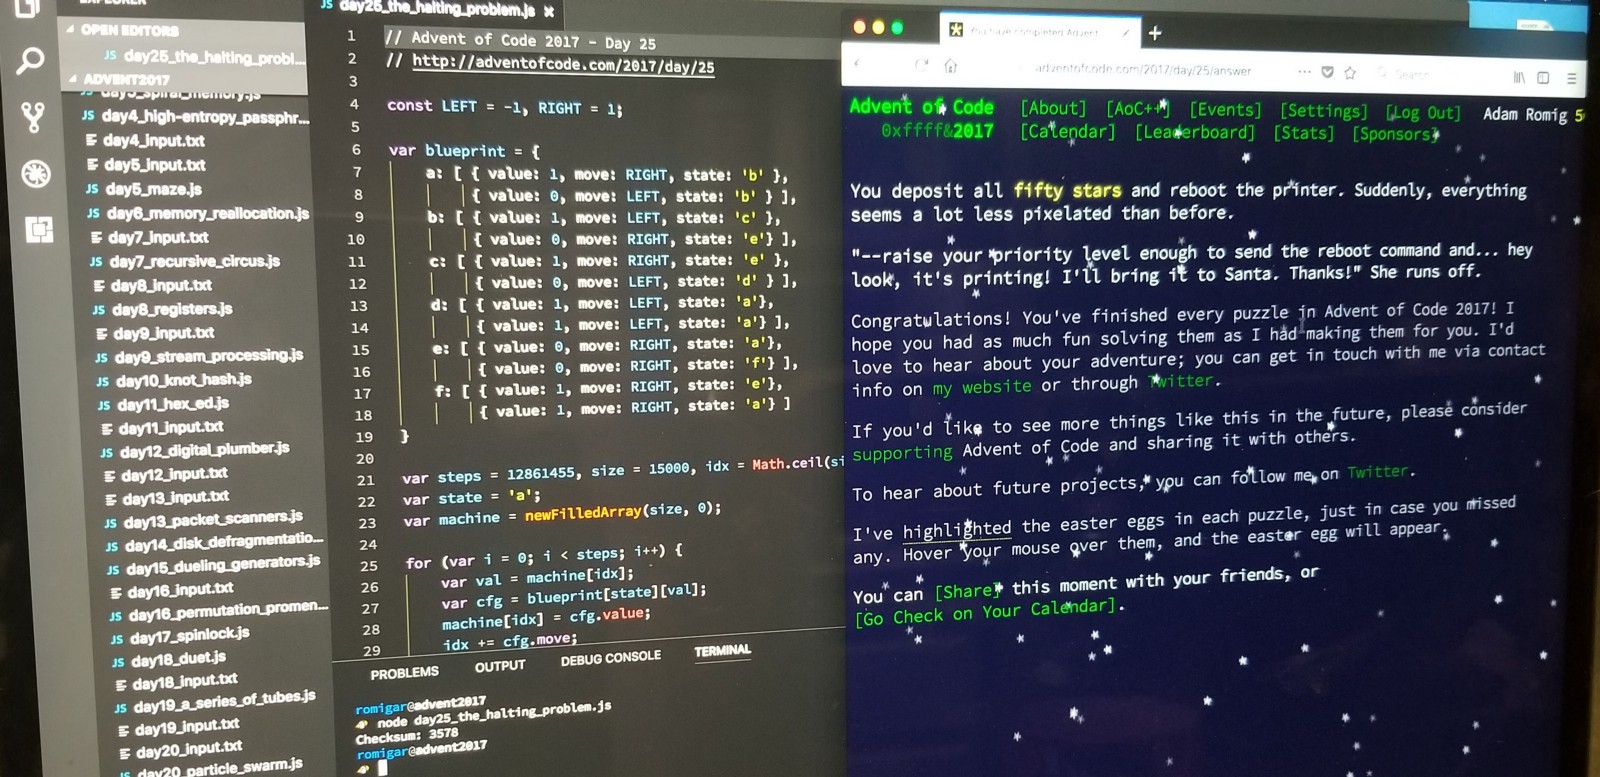 EXPLORER
OPEN EDITORS
JS day25_the_halting_probl...
ADVENT2017
day3_spiral_memory.js
JS day4_high-entropy_passphr...
day4_input.txt
day5_input.txt
JS day5_maze.js
JS day6_memory_reallocation.js
day7_input.txt
JS day7_recursive_circus.js
day8_input.txt
JS day8_registers.js
day9_input.txt
JS day9_stream_processing.js
JS day10_knot_hash.js
JS day11_hex_ed.js
day11_input.txt
JS day12_digital_plumber.js
day12_input.txt
day13_input.txt
JS day13_packet_scanners.js
JS day14_disk_defragmentatio...
JS day15_dueling_generators.js
day16_input.txt
JS day16_permutation_promen...
JS day17_spinlock.js
JS day18_duet.js
day18_input.txt
JS day19_a_series_of_tubes.js
day19_input.txt
day20_input.txt
JS day20_particle_swarm.js
JS day25_the_halting_problem.js ×
1 // Advent of Code 2017 - Day 25
2 // http://adventofcode.com/2017/day/25
3
4 const LEFT = -1, RIGHT = 1;
5
6 var blueprint = {
7 a: [ { value: 1, move: RIGHT, state: 'b' },
8 { value: 0, move: LEFT, state: 'b' } ],
9 b: [ { value: 1, move: LEFT, state: 'c' },
10 { value: 0, move: RIGHT, state: 'e'} ],
11 c: [ { value: 1, move: RIGHT, state: 'e' },
12 { value: 0, move: LEFT, state: 'd' } ],
13 d: [ { value: 1, move: LEFT, state: 'a'},
14 { value: 1, move: LEFT, state: 'a'} ],
15 e: [ { value: 0, move: RIGHT, state: 'a'},
16 { value: 0, move: RIGHT, state: 'f'} ],
17 f: [ { value: 1, move: RIGHT, state: 'e'},
18 { value: 1, move: RIGHT, state: 'a'} ]
19 }
20
21 var steps = 12861455, size = 15000, idx = Math.ceil(si
22 var state = 'a';
23 var machine = newFilledArray(size, 0);
24
25 for (var i = 0; i < steps; i++) {
26 var val = machine[idx];
27 var cfg = blueprint[state][val];
28 machine[idx] = cfg.value;
29 idx += cfg.move;
PROBLEMS OUTPUT DEBUG CONSOLE TERMINAL
romigar@advent2017
node day25_the_halting_problem.js
Checksum: 3578
romigar@advent2017
You have completed Advent × +
adventofcode.com/2017/day/25/answer ... Search
Advent of Code [About] [AoC++] [Events] [Settings] [Log Out] Adam Romig 5
0xffff&2017 [Calendar] [Leaderboard] [Stats] [Sponsors]
You deposit all fifty stars and reboot the printer. Suddenly, everything
seems a lot less pixelated than before.
"--raise your priority level enough to send the reboot command and... hey
look, it's printing! I'll bring it to Santa. Thanks!" She runs off.
Congratulations! You've finished every puzzle in Advent of Code 2017! I
hope you had as much fun solving them as I had making them for you. I'd
love to hear about your adventure; you can get in touch with me via contact
info on my website or through Twitter.
If you'd like to see more things like this in the future, please consider
supporting Advent of Code and sharing it with others.
To hear about future projects, you can follow me on Twitter.
I've highlighted the easter eggs in each puzzle, just in case you missed
any. Hover your mouse over them, and the easter egg will appear.
You can [Share] this moment with your friends, or
[Go Check on Your Calendar].